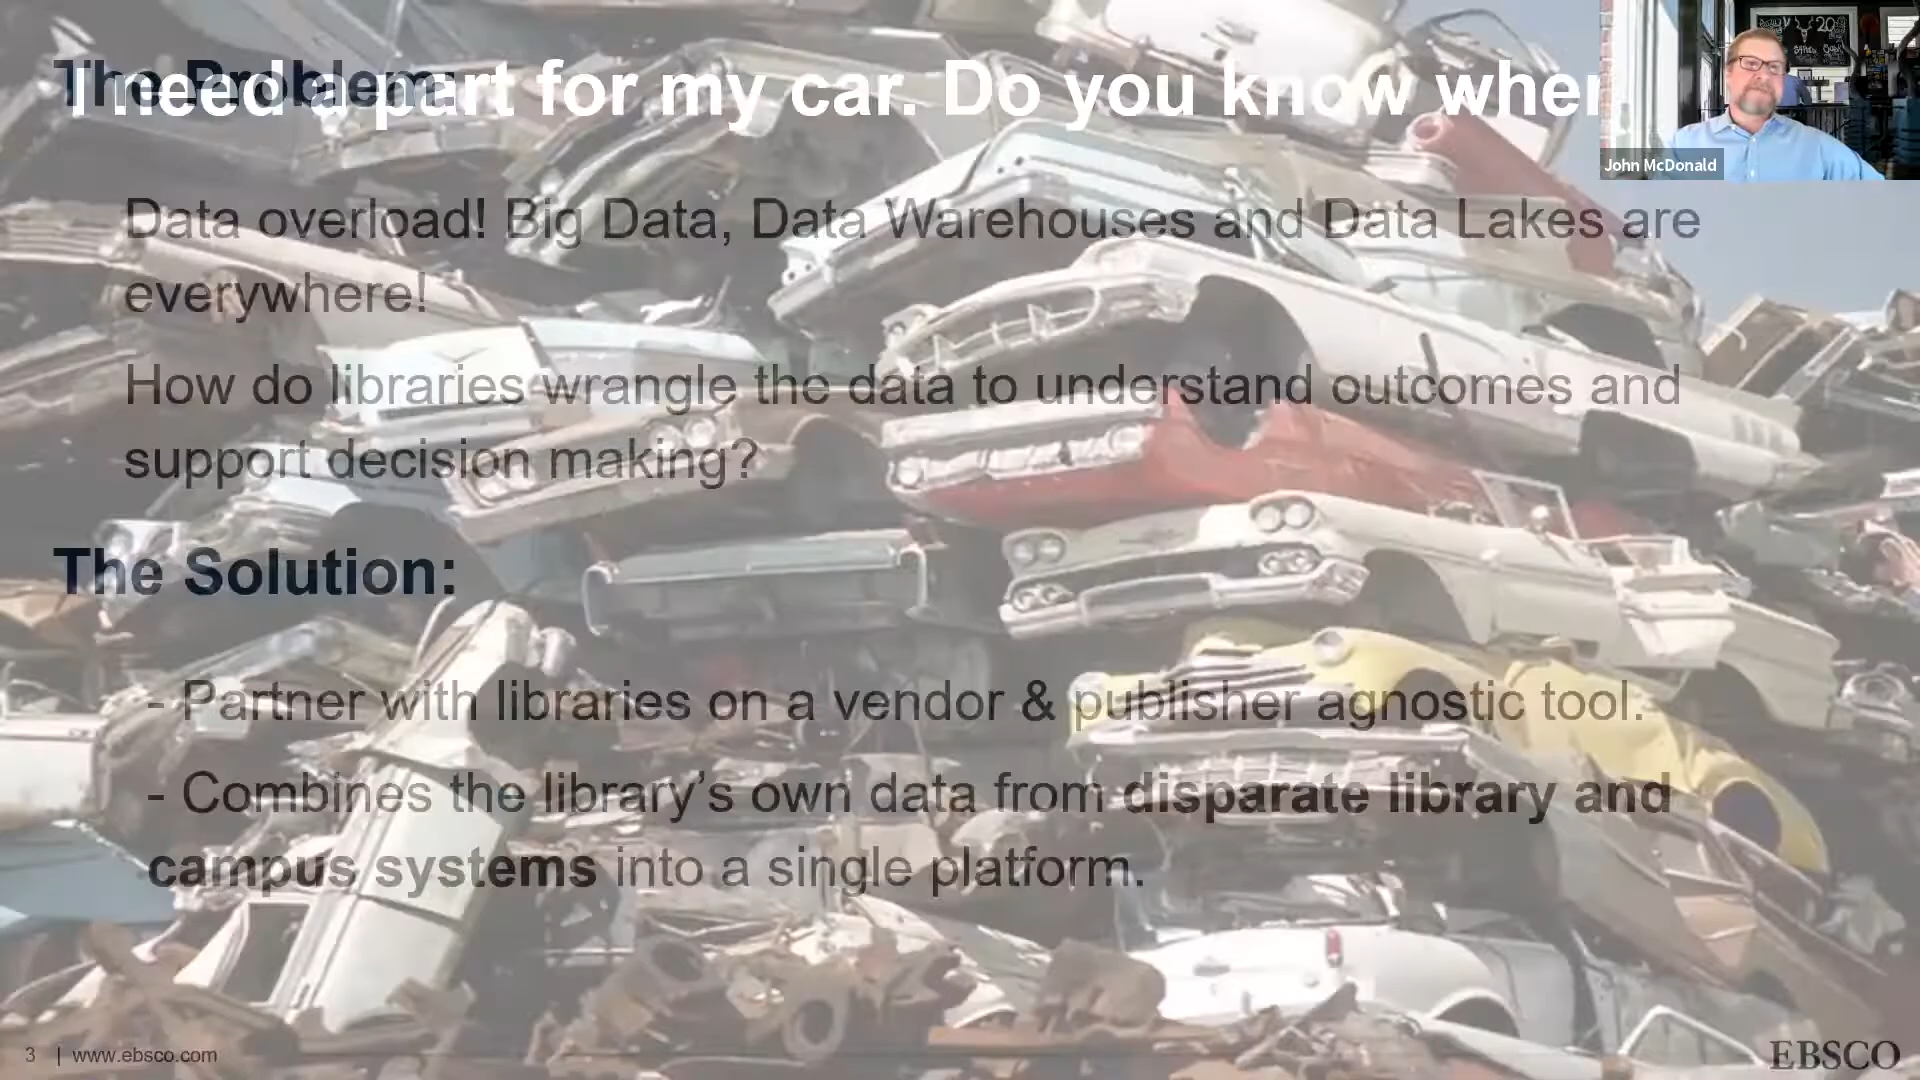 The Problem:
I need a part for my car. Do you know wher
Data overload! Big Data, Data Warehouses and Data Lakes are
everywhere!
How do libraries wrangle the data to understand outcomes and
support decision making?
The Solution:
- Partner with libraries on a vendor & publisher agnostic tool.
- Combines the library’s own data from disparate library and
campus systems into a single platform.
John McDonald
3 | www.ebsco.com
EBSCO